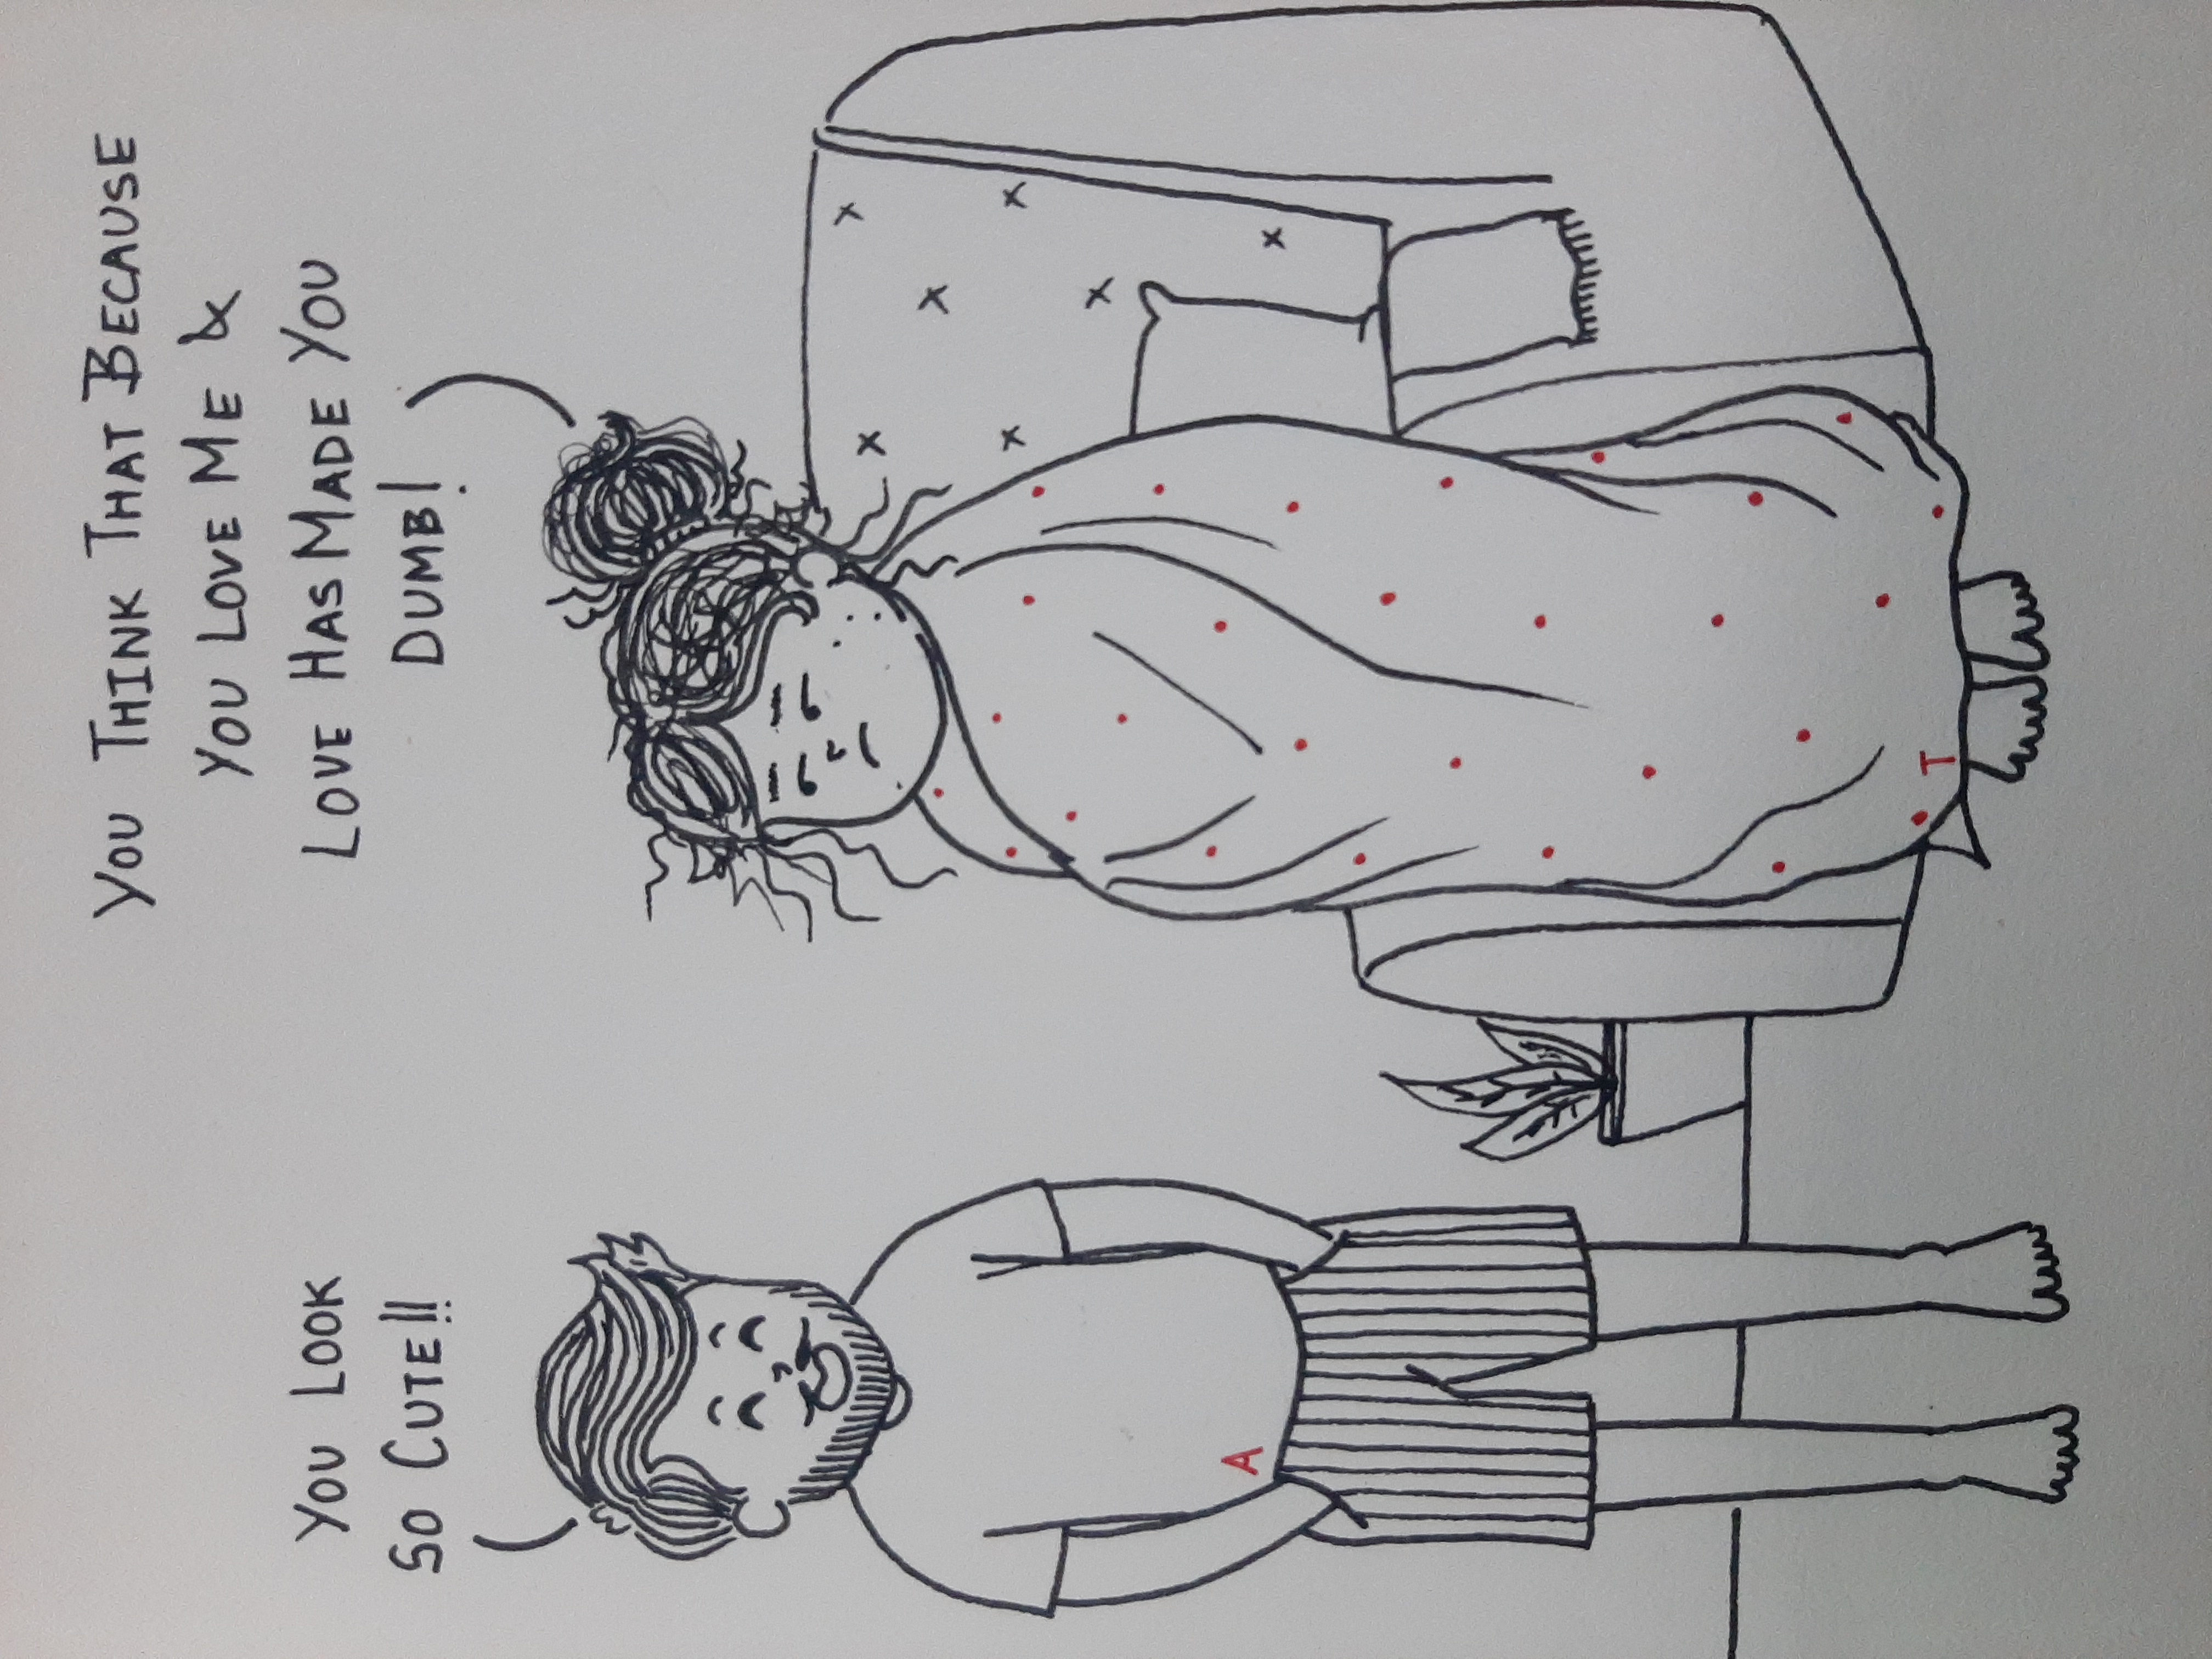 YOU LOOK
SO CUTE!!
YOU THINK THAT BECAUSE
YOU LOVE ME &
LOVE HAS MADE YOU
DUMB!
A
T